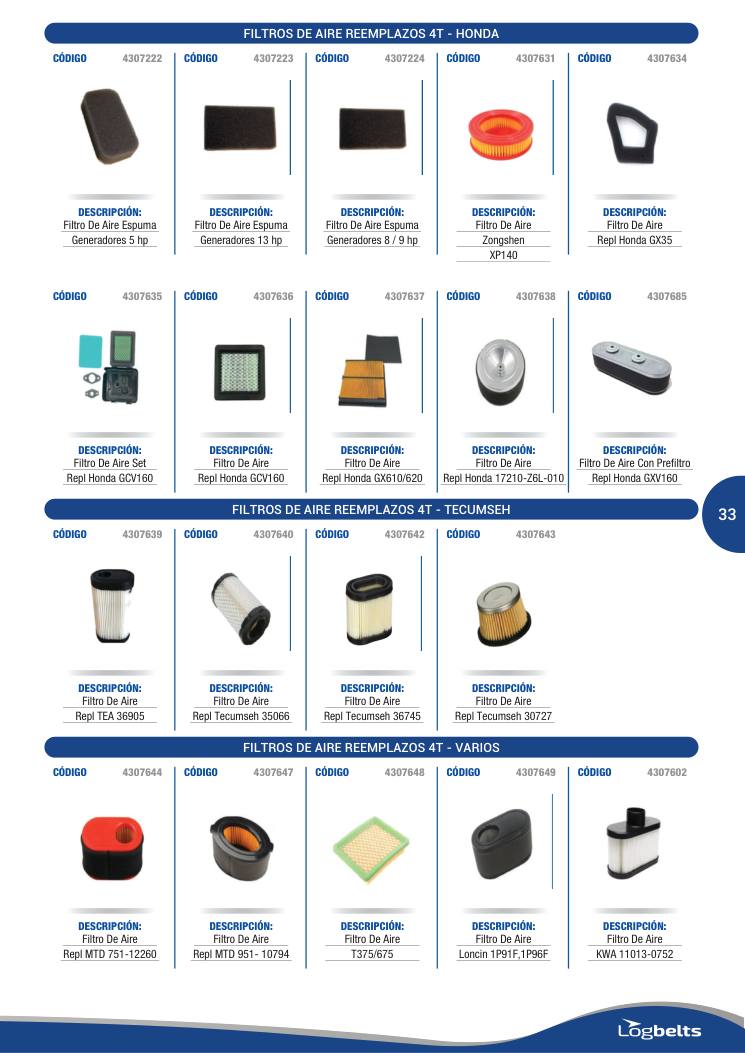 FILTROS DE AIRE REEMPLAZOS 4T - HONDA
CÓDIGO 4307222
DESCRIPCIÓN:
Filtro De Aire Espuma
Generadores 5 hp
CÓDIGO 4307223
DESCRIPCIÓN:
Filtro De Aire Espuma
Generadores 13 hp
CÓDIGO 4307224
DESCRIPCIÓN:
Filtro De Aire Espuma
Generadores 8 / 9 hp
CÓDIGO 4307631
DESCRIPCIÓN:
Filtro De Aire
Zongshen
XP140
CÓDIGO 4307634
DESCRIPCIÓN:
Filtro De Aire
Repl Honda GX35
CÓDIGO 4307635
DESCRIPCIÓN:
Filtro De Aire Set
Repl Honda GCV160
CÓDIGO 4307636
DESCRIPCIÓN:
Filtro De Aire
Repl Honda GCV160
CÓDIGO 4307637
DESCRIPCIÓN:
Filtro De Aire
Repl Honda GX610/620
CÓDIGO 4307638
DESCRIPCIÓN:
Filtro De Aire
Repl Honda 17210-Z6L-010
CÓDIGO 4307685
DESCRIPCIÓN:
Filtro De Aire Con Prefiltro
Repl Honda GXV160
FILTROS DE AIRE REEMPLAZOS 4T - TECUMSEH
33
CÓDIGO 4307639
DESCRIPCIÓN:
Filtro De Aire
Repl TEA 36905
CÓDIGO 4307640
DESCRIPCIÓN:
Filtro De Aire
Repl Tecumseh 35066
CÓDIGO 4307642
DESCRIPCIÓN:
Filtro De Aire
Repl Tecumseh 36745
CÓDIGO 4307643
DESCRIPCIÓN:
Filtro De Aire
Repl Tecumseh 30727
FILTROS DE AIRE REEMPLAZOS 4T - VARIOS
CÓDIGO 4307644
DESCRIPCIÓN:
Filtro De Aire
Repl MTD 751-12260
CÓDIGO 4307647
DESCRIPCIÓN:
Filtro De Aire
Repl MTD 951- 10794
CÓDIGO 4307648
DESCRIPCIÓN:
Filtro De Aire
T375/675
CÓDIGO 4307649
DESCRIPCIÓN:
Filtro De Aire
Loncin 1P91F,1P96F
CÓDIGO 4307602
DESCRIPCIÓN:
Filtro De Aire
KWA 11013-0752
Logbelts